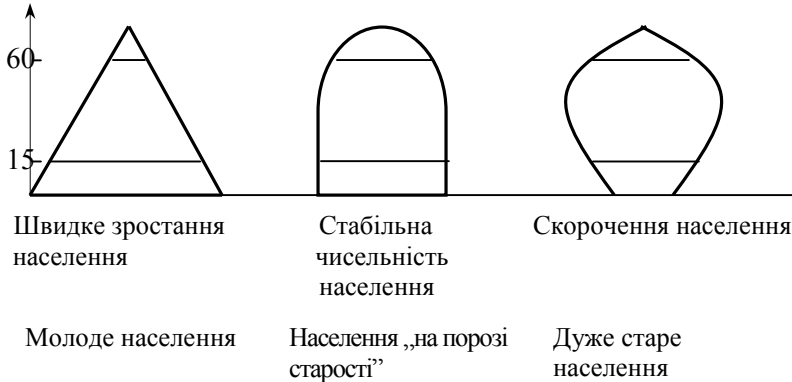 60
15
Швидке зростання
населення
Стабільна
чисельність
населення
Скорочення населення
Молоде населення
Населення „на порозі
старості”
Дуже старе
населення